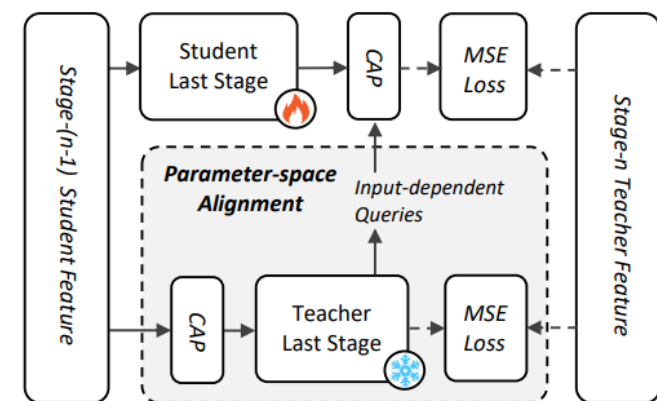 Stage-(n-1) Student Feature
Student
Last Stage
CAP
MSE
Loss
Stage-n Teacher Feature
Parameter-space
Alignment
Input-dependent
Queries
CAP
Teacher
Last Stage
MSE
Loss